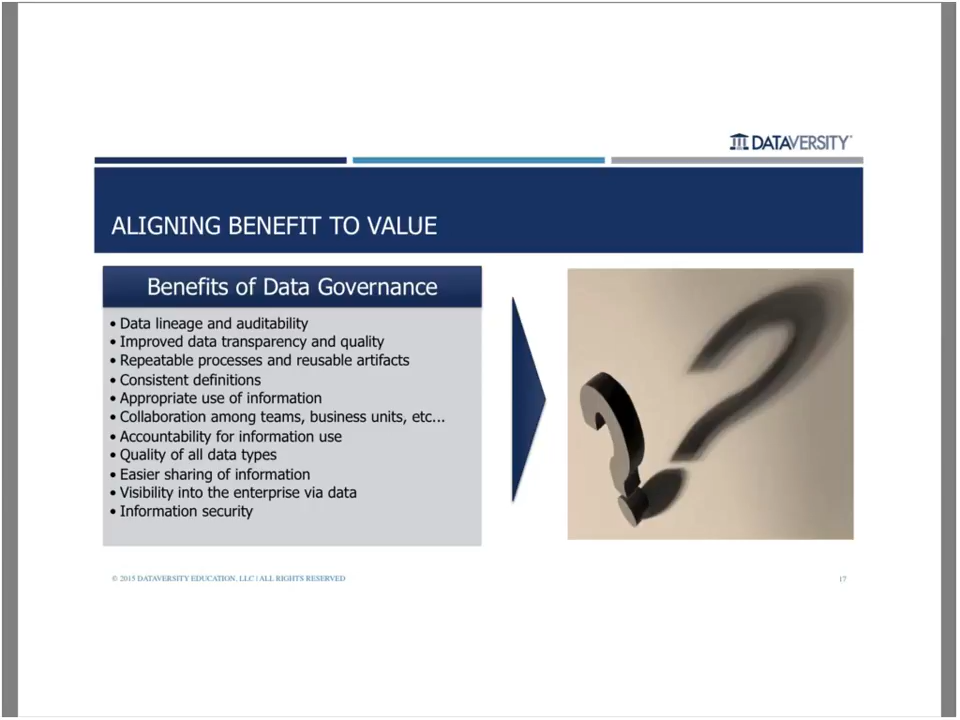 DATAVERSITY
ALIGNING BENEFIT TO VALUE
Benefits of Data Governance
• Data lineage and auditability
• Improved data transparency and quality
• Repeatable processes and reusable artifacts
• Consistent definitions
• Appropriate use of information
• Collaboration among teams, business units, etc...
• Accountability for information use
• Quality of all data types
• Easier sharing of information
• Visibility into the enterprise via data
• Information security
© 2015 DATAVERSITY EDUCATION, LLC | ALL RIGHTS RESERVED
17